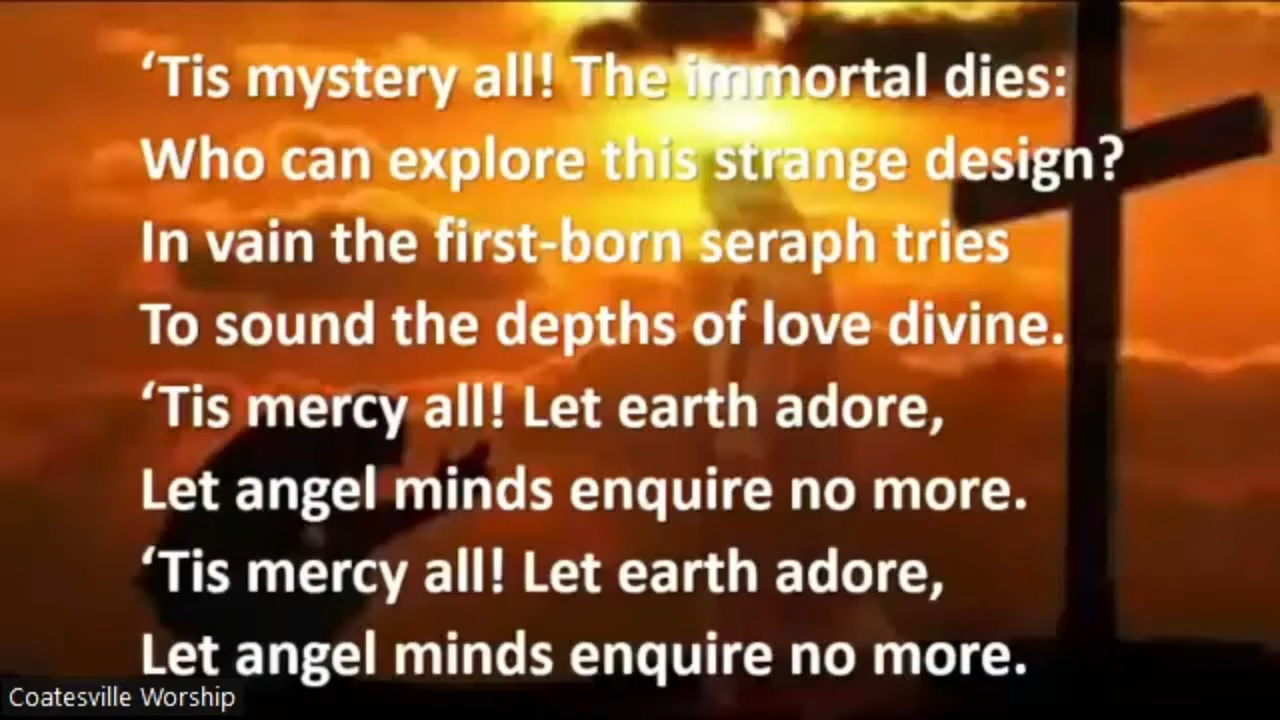 ‘Tis mystery all! The immortal dies:
Who can explore this strange design?
In vain the first-born seraph tries
To sound the depths of love divine.
‘Tis mercy all! Let earth adore,
Let angel minds enquire no more.
‘Tis mercy all! Let earth adore,
Let angel minds enquire no more.
Coatesville Worship